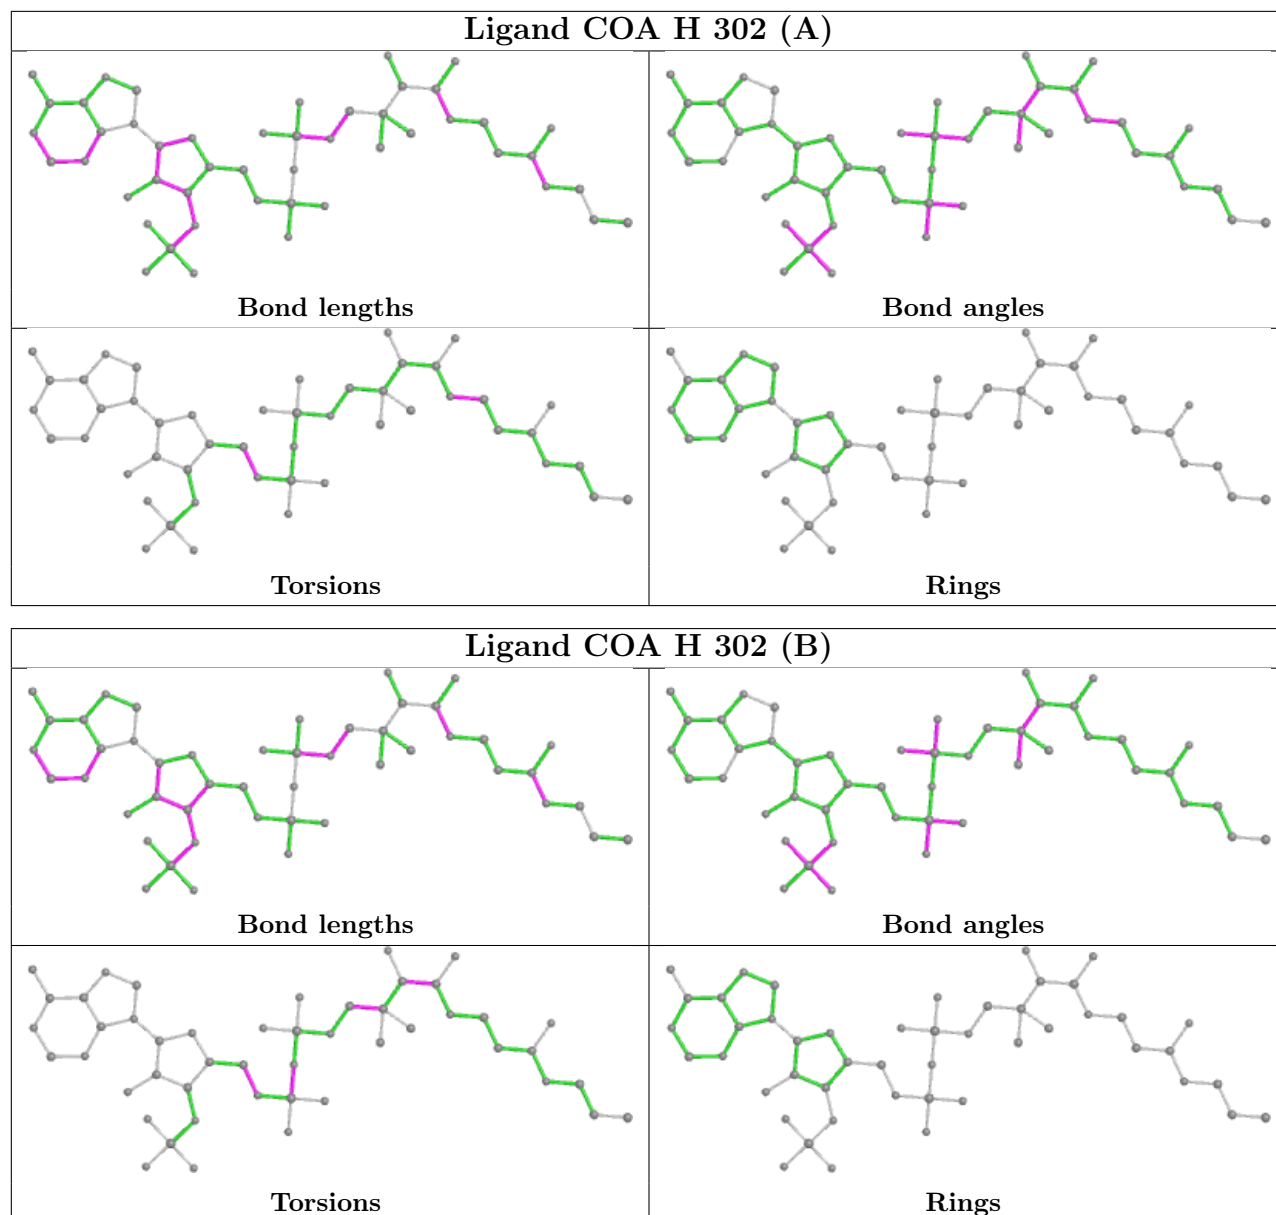 Ligand COA H 302 (A)
Bond lengths
Bond angles
Torsions
Rings
Ligand COA H 302 (B)
Bond lengths
Bond angles
Torsions
Rings